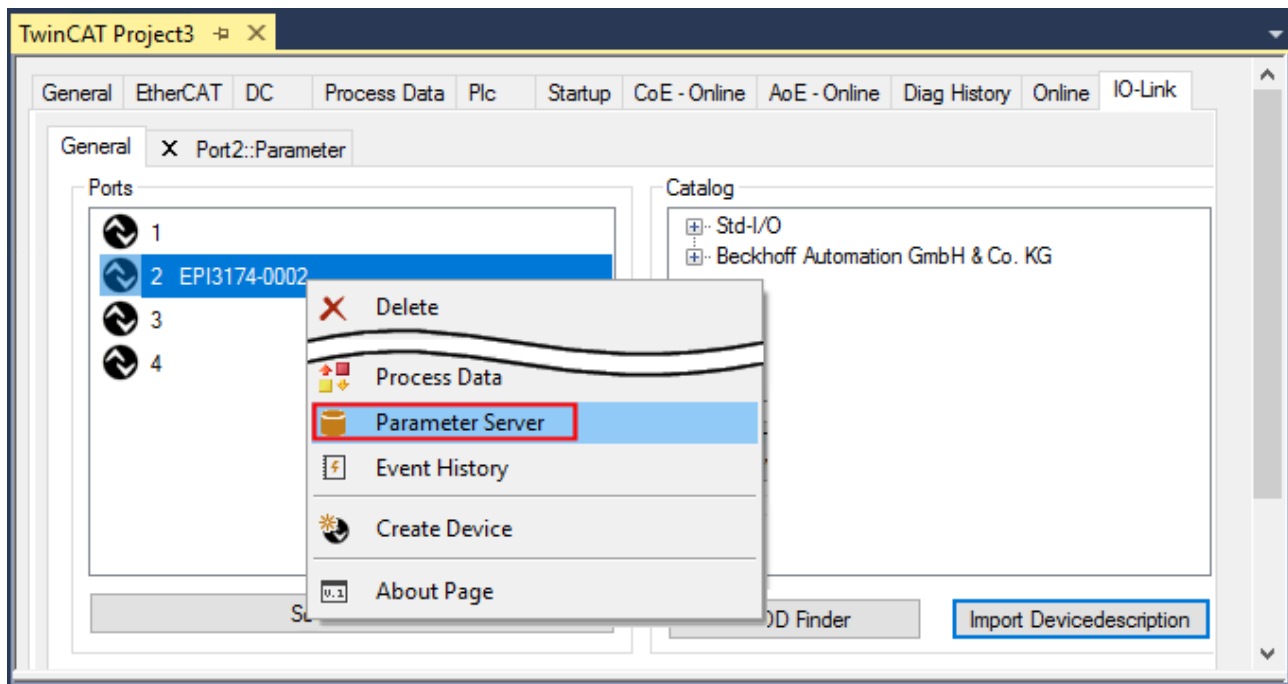 TwinCAT Project3
General EtherCAT DC Process Data Plc Startup CoE - Online AoE - Online Diag History Online IO-Link
General X Port2::Parameter
Ports
Catalog
1
2 EPI3174-0002
3
4
Std-I/O
Beckhoff Automation GmbH & Co. KG
Delete
Process Data
Parameter Server
Event History
Create Device
About Page
Finder
Import Devicedescription